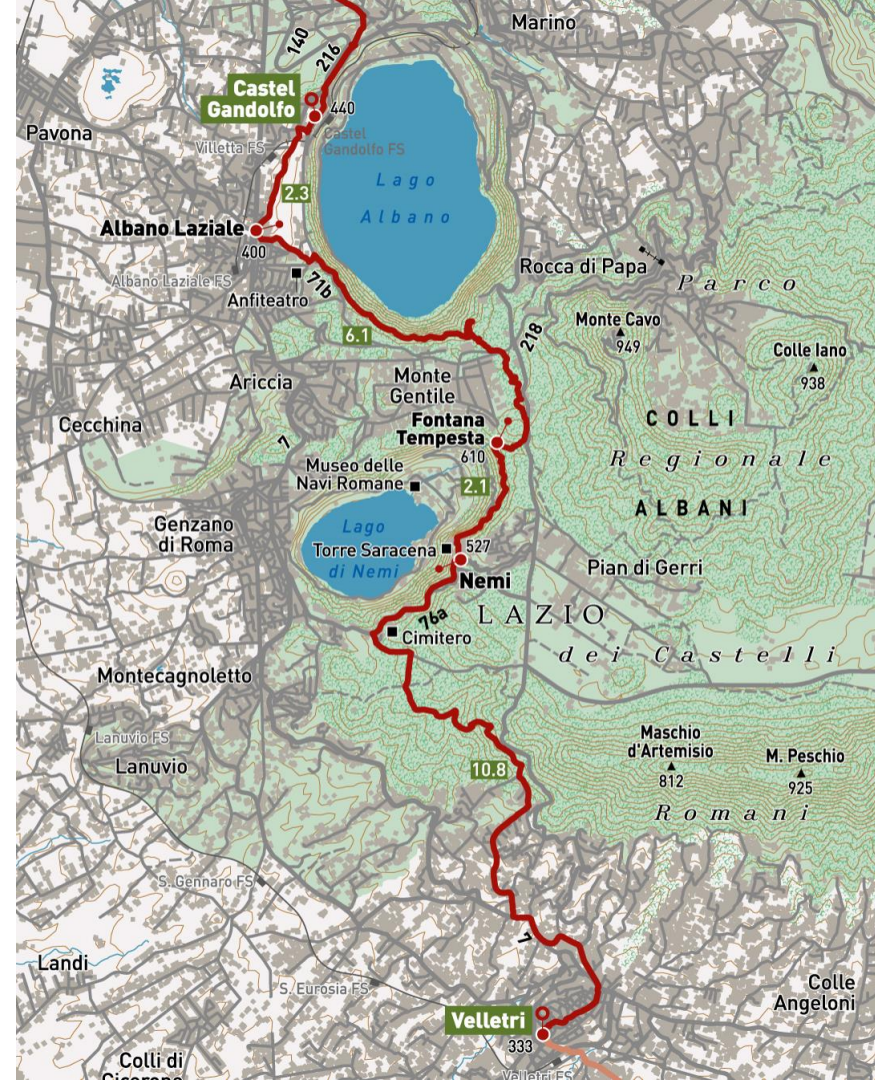 Marino
140
216
Castel
Gandolfo
440
Pavona
Castel
Gandolfo FS
Villetta FS
Lago
Albano
2.3
Albano Laziale
400
Rocca di Papa
Albano Laziale FS
71b
Parco
Anfiteatro
Monte Cavo
949
218
6.1
Colle Iano
938
Ariccia
Monte
Gentile
Fontana
Tempesta
610
COLLI
Cecchina
7
Regionale
Museo delle
Navi Romane
2.1
ALBANI
Genzano
di Roma
Lago
di Nemi
Torre Saracena
527
Nemi
Pian di Gerri
76a
LAZIO
Cimitero
dei Castelli
Montecagnoletto
Lanuvio FS
Maschio
d'Artemisio
812
M. Peschio
925
Lanuvio
10.8
Romani
S. Gennaro FS
7
Landi
S. Eurosia FS
Colle
Angeloni
Velletri
333
Colli di
Velletri FS